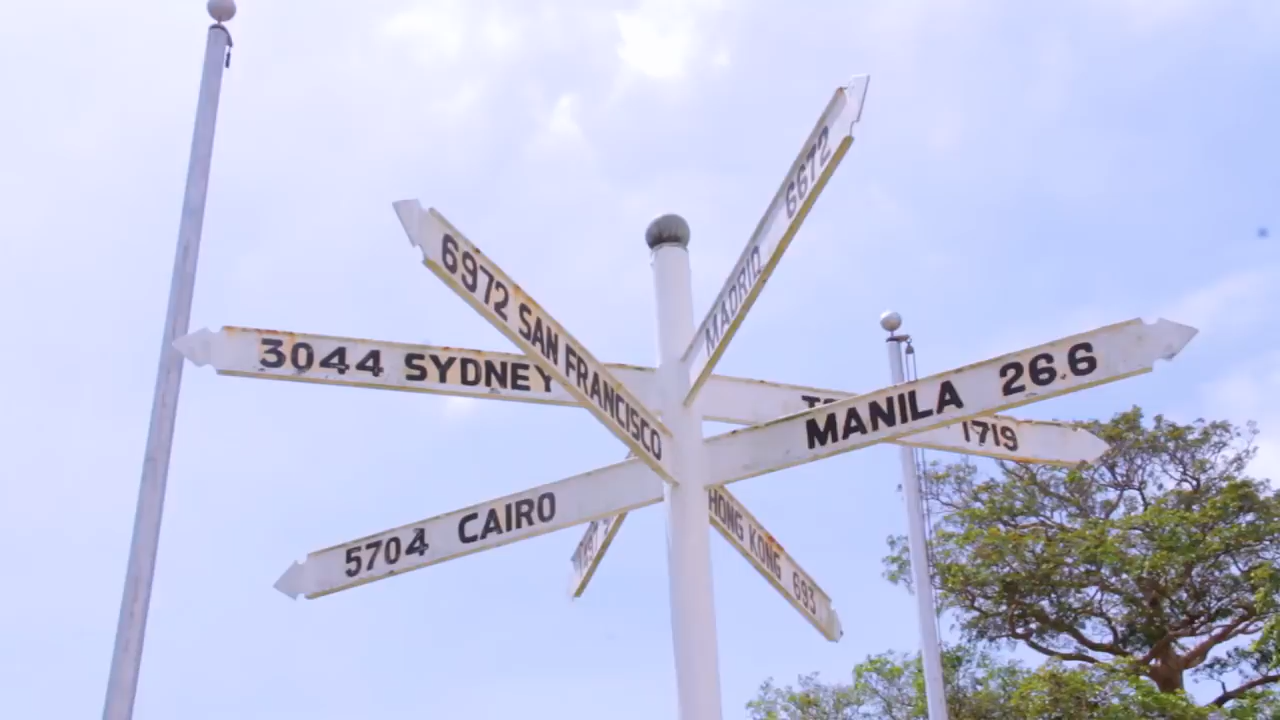 MADRID 6672
6972 SAN FRANCISCO
3044 SYDNEY
MANILA 26.6
1719
5704 CAIRO
HONG KONG 693